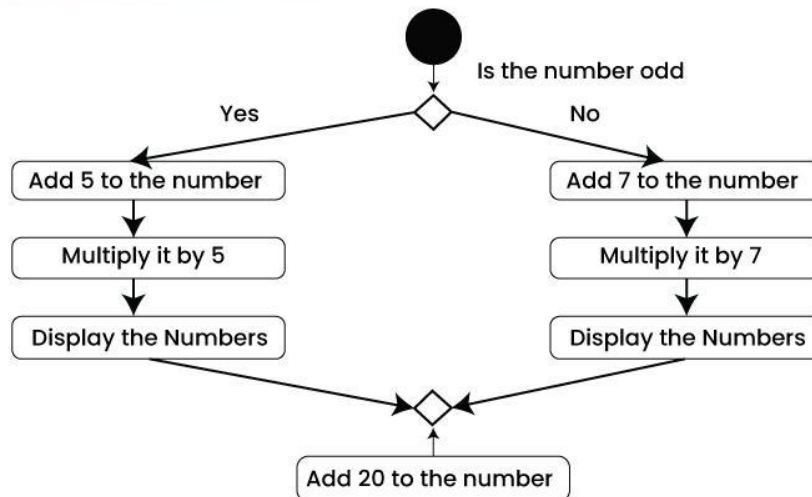 Is the number odd
Yes
No
Add 5 to the number
Add 7 to the number
Multiply it by 5
Multiply it by 7
Display the Numbers
Display the Numbers
Add 20 to the number